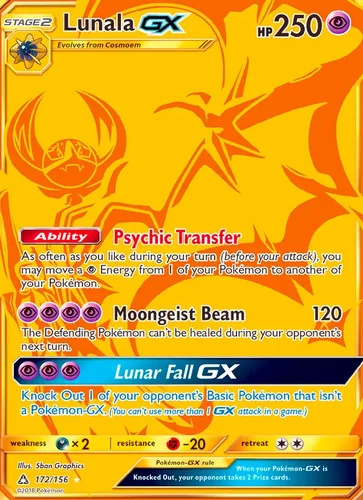 STAGE2 Lunala GX HP250
Evolves from Cosmoem
Ability Psychic Transfer
As often as you like during your turn (before your attack), you
may move a Energy from 1 of your Pokémon to another of
your Pokémon.
Moongeist Beam 120
The Defending Pokémon can't be healed during your opponent's
next turn.
Lunar Fall GX
Knock Out 1 of your opponent's Basic Pokémon that isn't
a Pokémon-GX. (You can't use more than 1 GX attack in a game.)
weakness ×2 resistance -20 retreat
Illus. 5ban Graphics
172/156
©2018 Pokémon
Pokémon-GX rule
When your Pokémon-GX is
Knocked Out, your opponent takes 2 Prize cards.